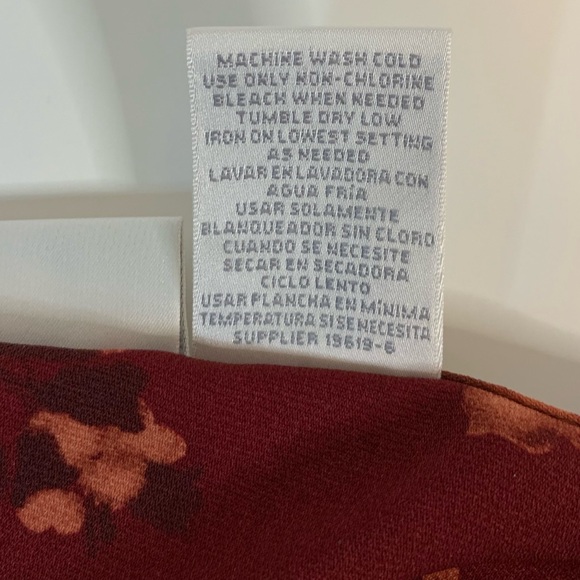 MACHINE WASH COLD
USE ONLY NON-CHLORINE
BLEACH WHEN NEEDED
TUMBLE DRY LOW
IRON ON LOWEST SETTING
AS NEEDED
LAVAR EN LAVADORA CON
AGUA FRÍA
USAR SOLAMENTE
BLANQUEADOR SIN CLORO
CUANDO SE NECESITE
SECAR EN SECADORA
CICLO LENTO
USAR PLANCHA EN MÍNIMA
TEMPERATURA SI SE NECESITA
SUPPLIER 19619-6